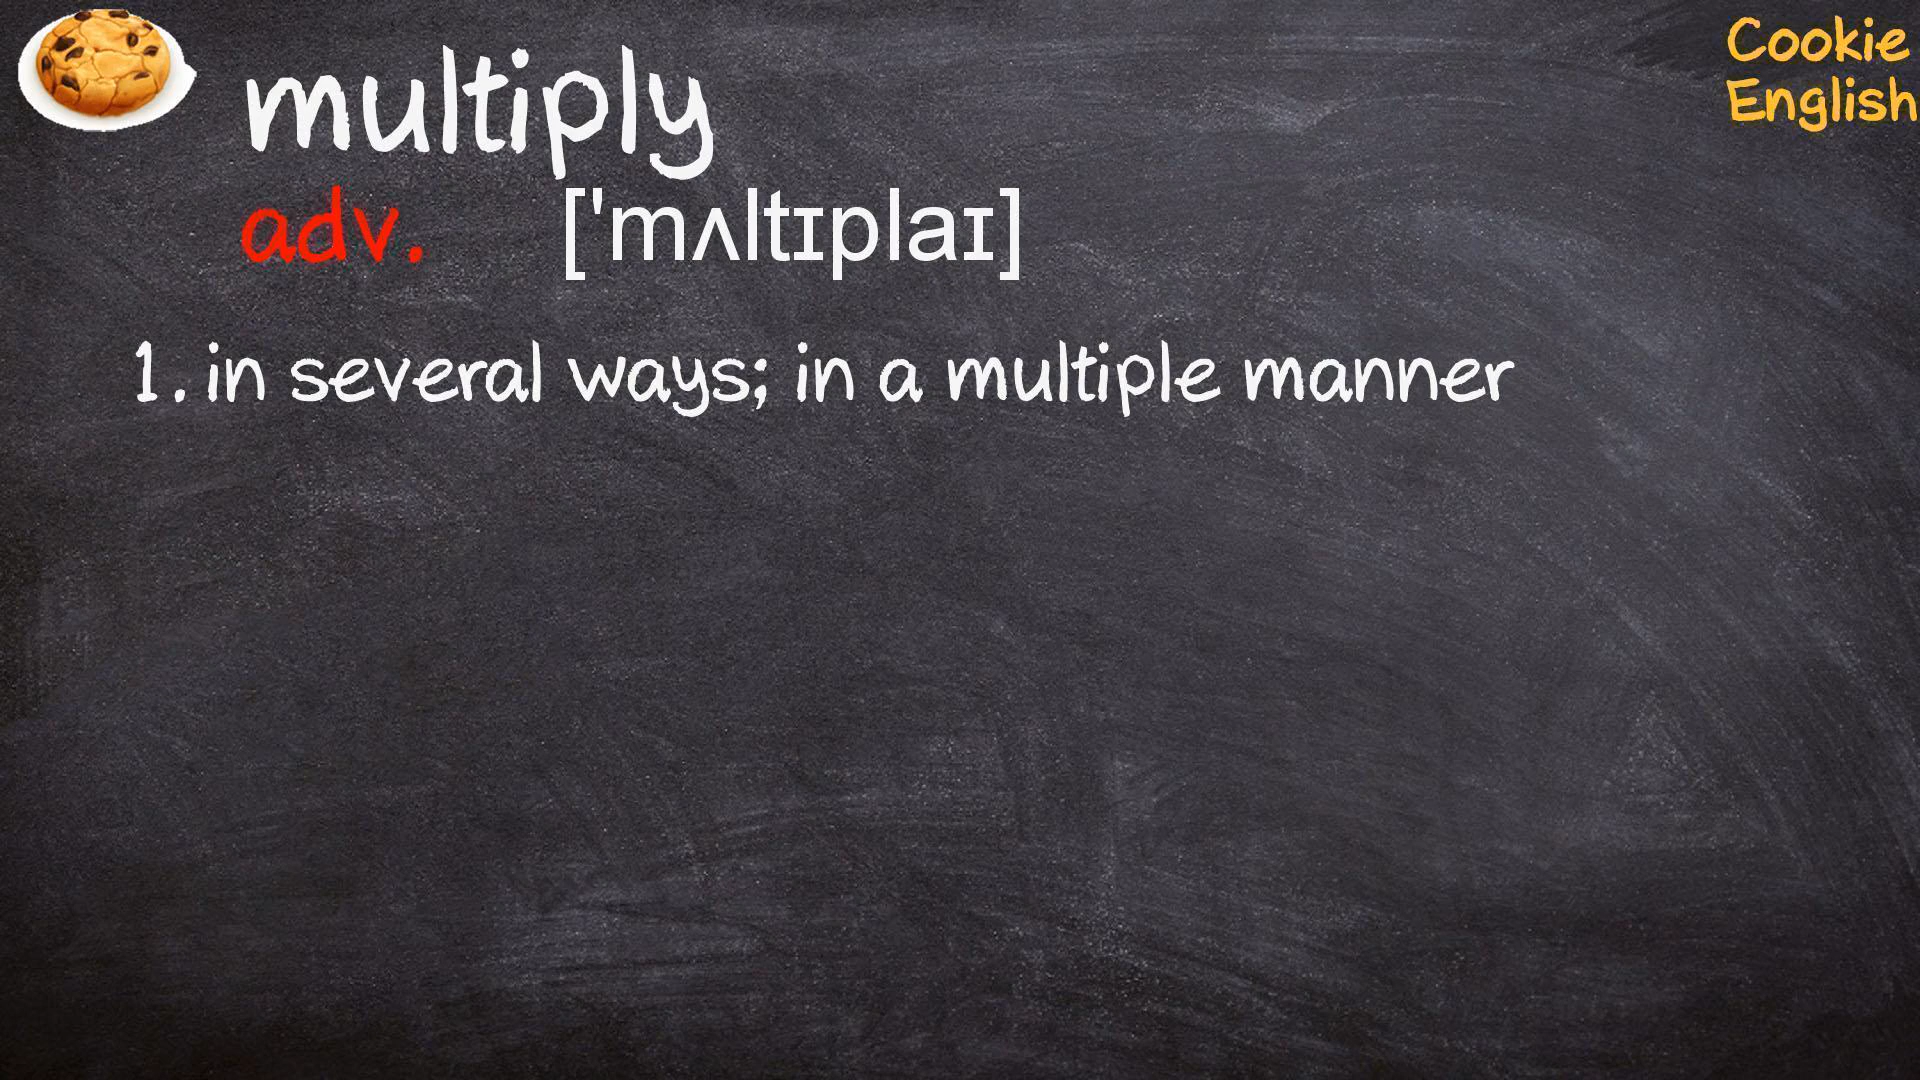 multiply
Cookie
English
adv. ['mʌltɪplaɪ]
1. in several ways; in a multiple manner